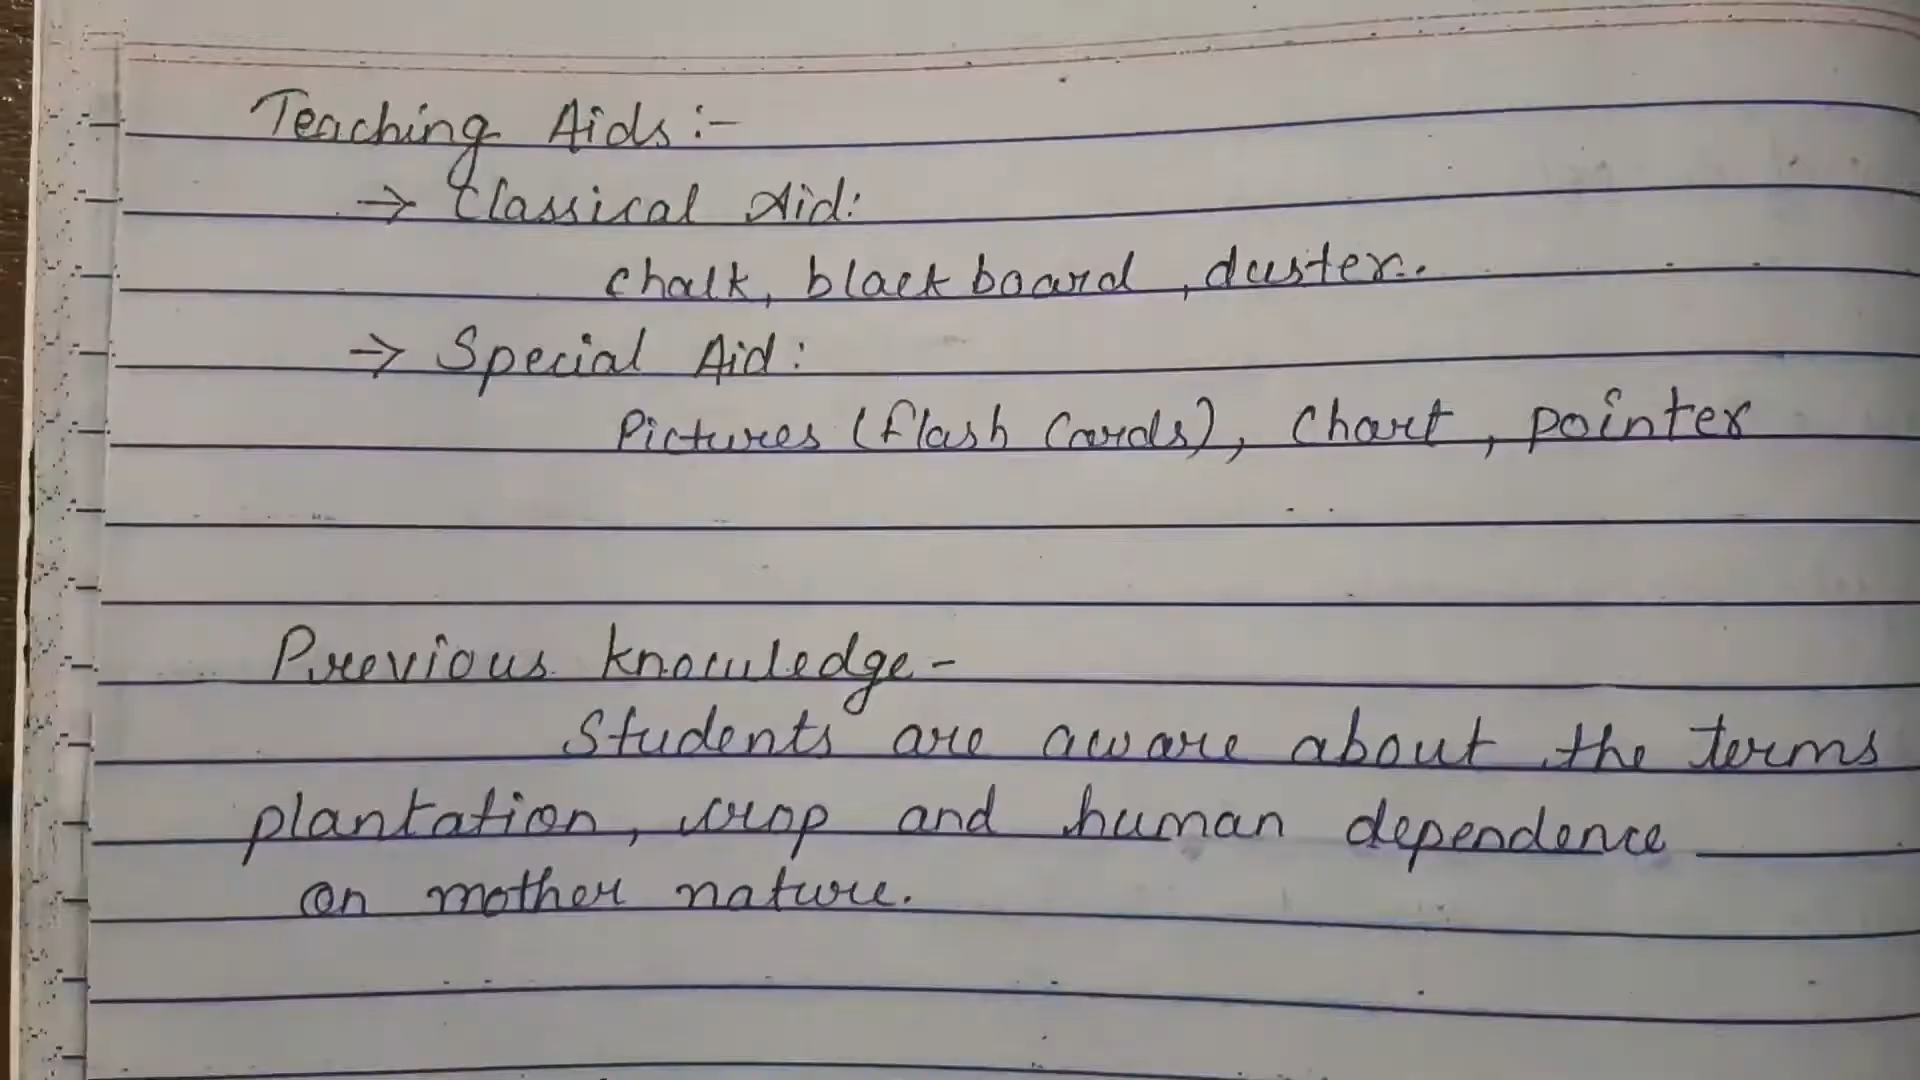 Teaching Aids :-
→ Classical Aid:
chalk, black board, duster..
→ Special Aid:
Pictures (flash Cards), Chart, pointer
Previous knowledge -
Students are aware about the terms
plantation, crop and human dependence
on mother nature.